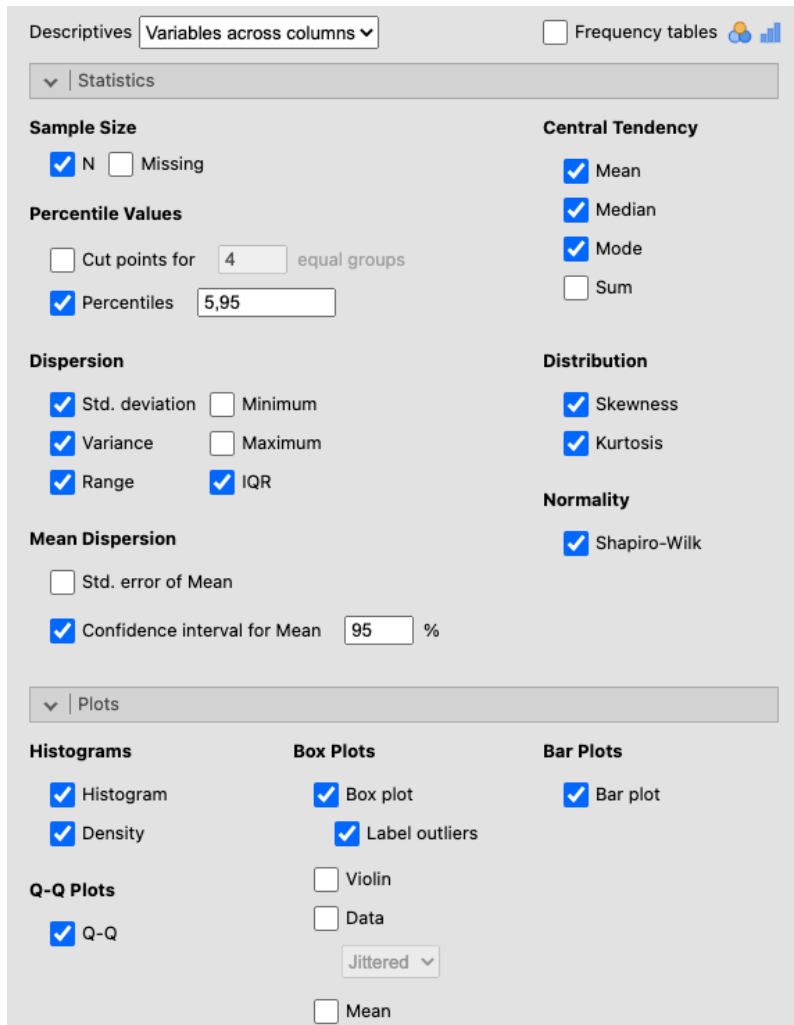 Descriptives Variables across columns Frequency tables
Statistics
Sample Size
N Missing
Percentile Values
Cut points for 4 equal groups
Percentiles 5,95
Central Tendency
Mean
Median
Mode
Sum
Dispersion
Std. deviation Minimum
Variance Maximum
Range IQR
Distribution
Skewness
Kurtosis
Mean Dispersion
Std. error of Mean
Confidence interval for Mean 95 %
Normality
Shapiro-Wilk
Plots
Histograms
Histogram
Density
Q-Q Plots
Q-Q
Box Plots
Box plot
Label outliers
Violin
Data
Jittered
Mean
Bar Plots
Bar plot